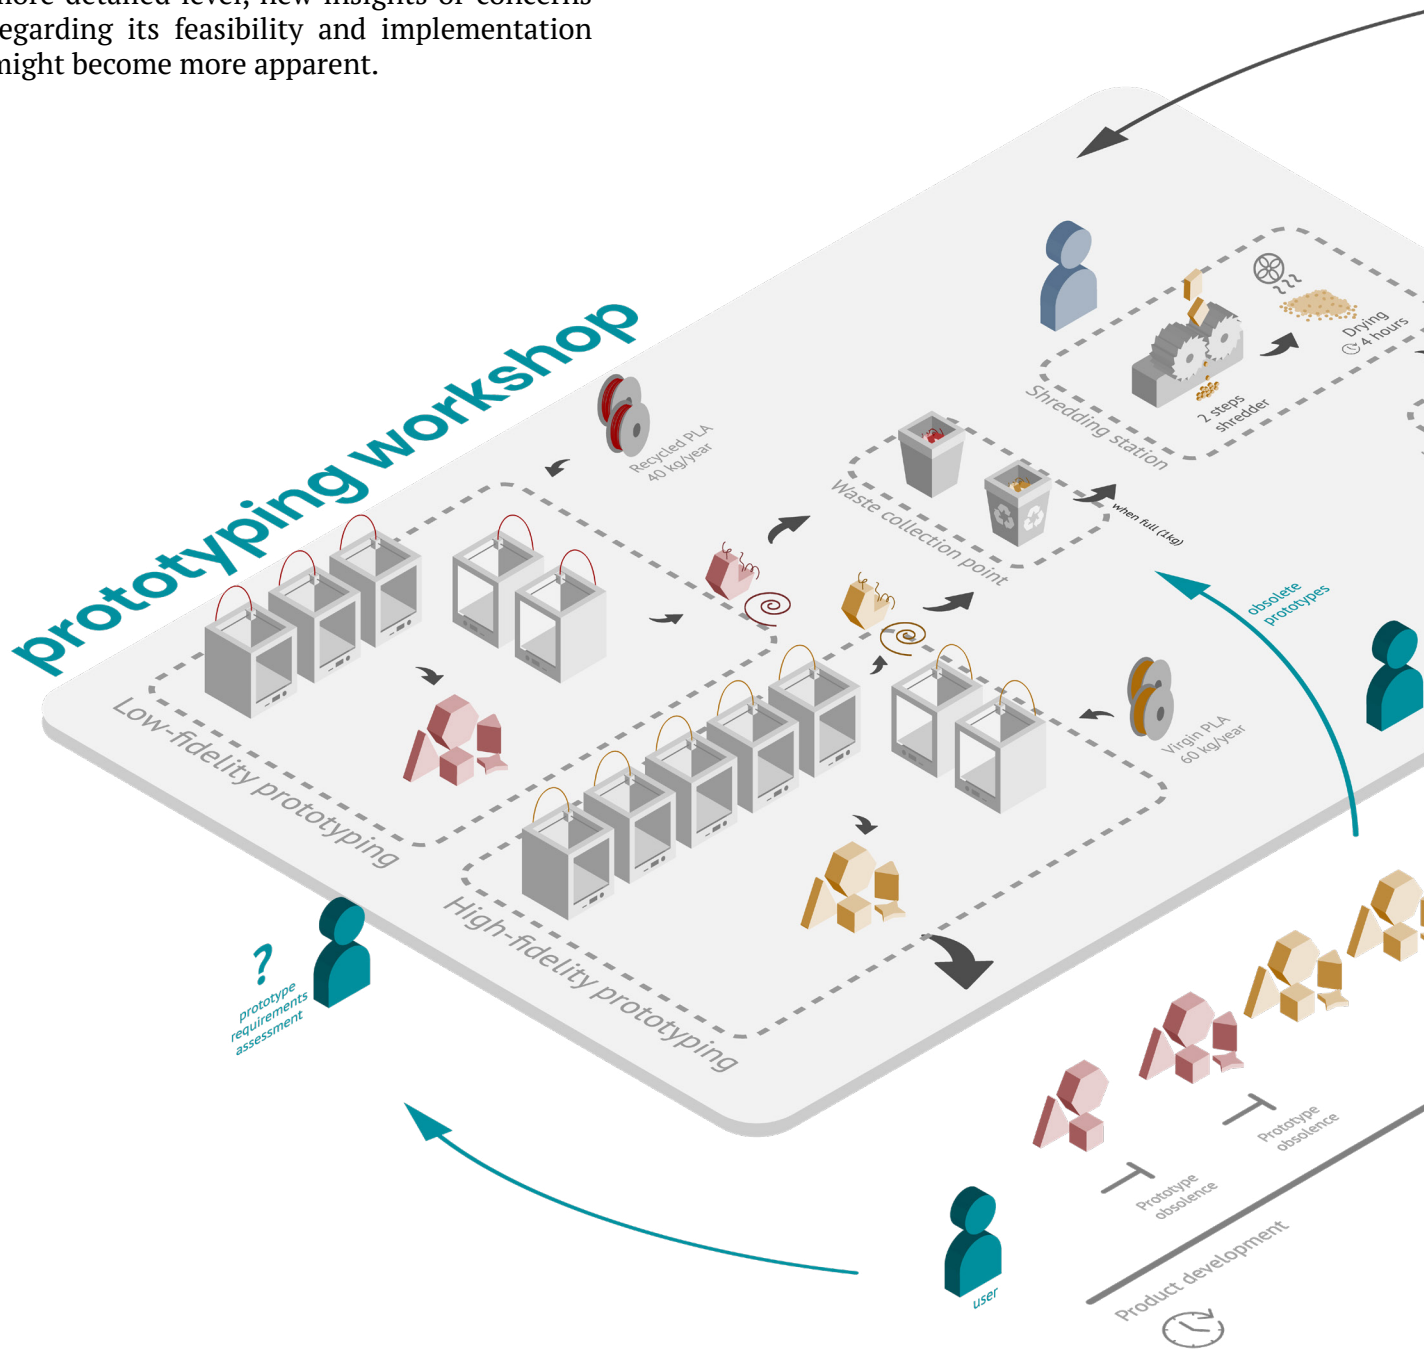 more detailed level, new insights or concerns
regarding its feasibility and implementation
might become more apparent.
prototyping workshop
Recycled PLA
40 kg/year
Drying
4 hours
2 steps
shredder
Shredding station
Waste collection point
when full (1kg)
obsolete
prototypes
Low-fidelity prototyping
Virgin PLA
60 kg/year
High-fidelity prototyping
?
prototype
requirements
assessment
Prototype
obsolence
Prototype
obsolence
Product development
user